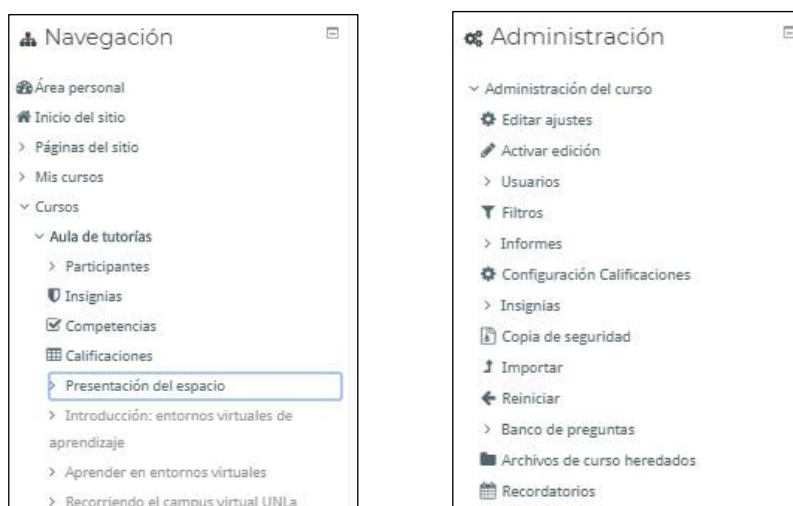 Navegación
Área personal
Inicio del sitio
Páginas del sitio
Mis cursos
Cursos
Aula de tutorías
Participantes
Insignias
Competencias
Calificaciones
Presentación del espacio
Introducción: entornos virtuales de
aprendizaje
Aprender en entornos virtuales
Recorriendo el campus virtual UNLa
Administración
Administración del curso
Editar ajustes
Activar edición
Usuarios
Filtros
Informes
Configuración Calificaciones
Insignias
Copia de seguridad
Importar
Reiniciar
Banco de preguntas
Archivos de curso heredados
Recordatorios